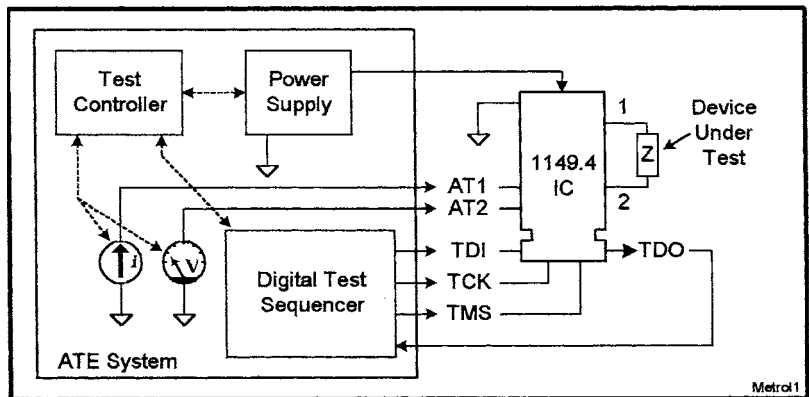 Test
Controller
Power
Supply
1
Device
Under
Test
Z
1149.4
IC
2
AT1
AT2
i
V
TDI
TDO
Digital Test
Sequencer
TCK
TMS
ATE System
Metrol1